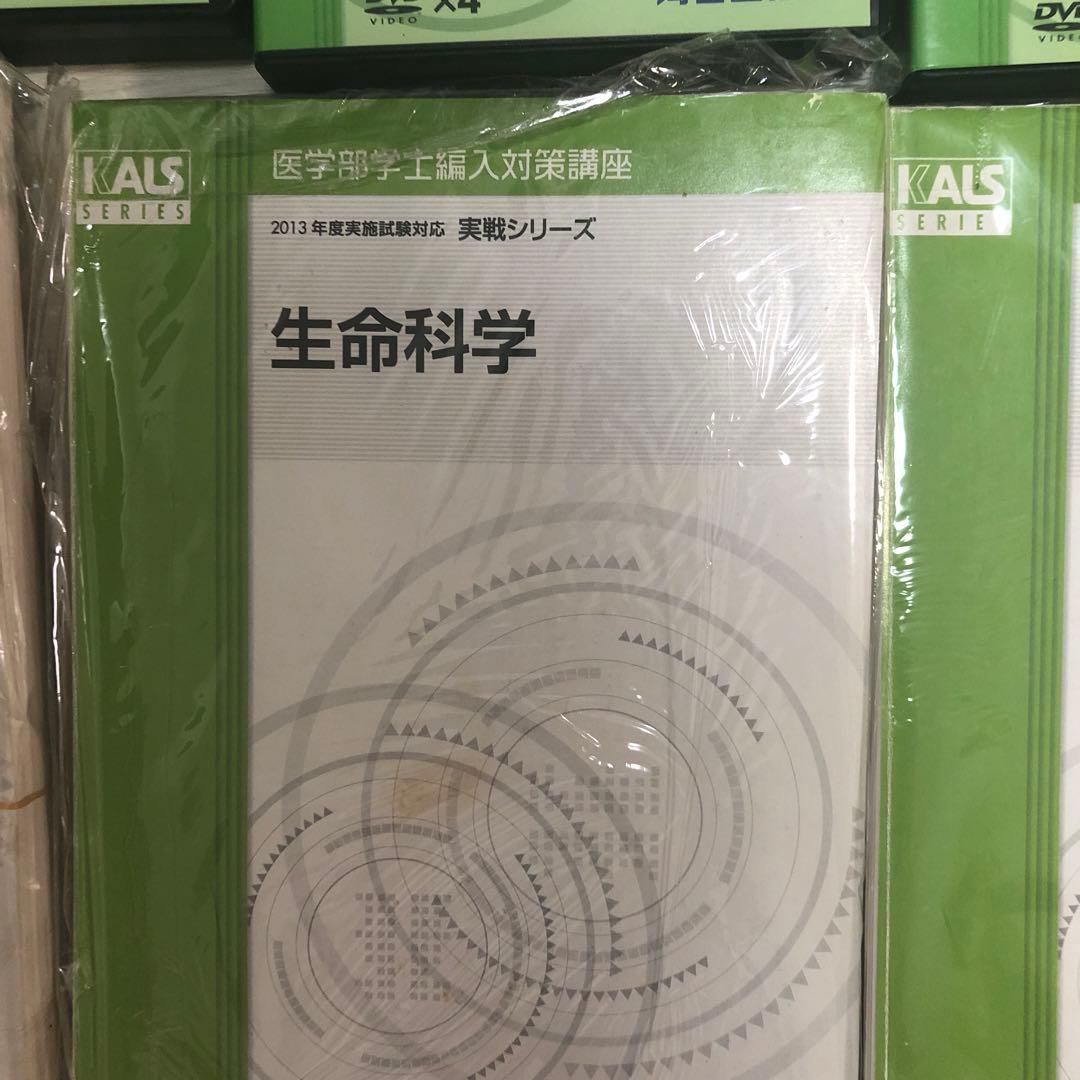 DVD
VIDEO
×4
DVD
VIDEO
KALS
SERIES
医学部学士編入対策講座
2013年度実施試験対応 実戦シリーズ
生命科学
KALS
SERIE